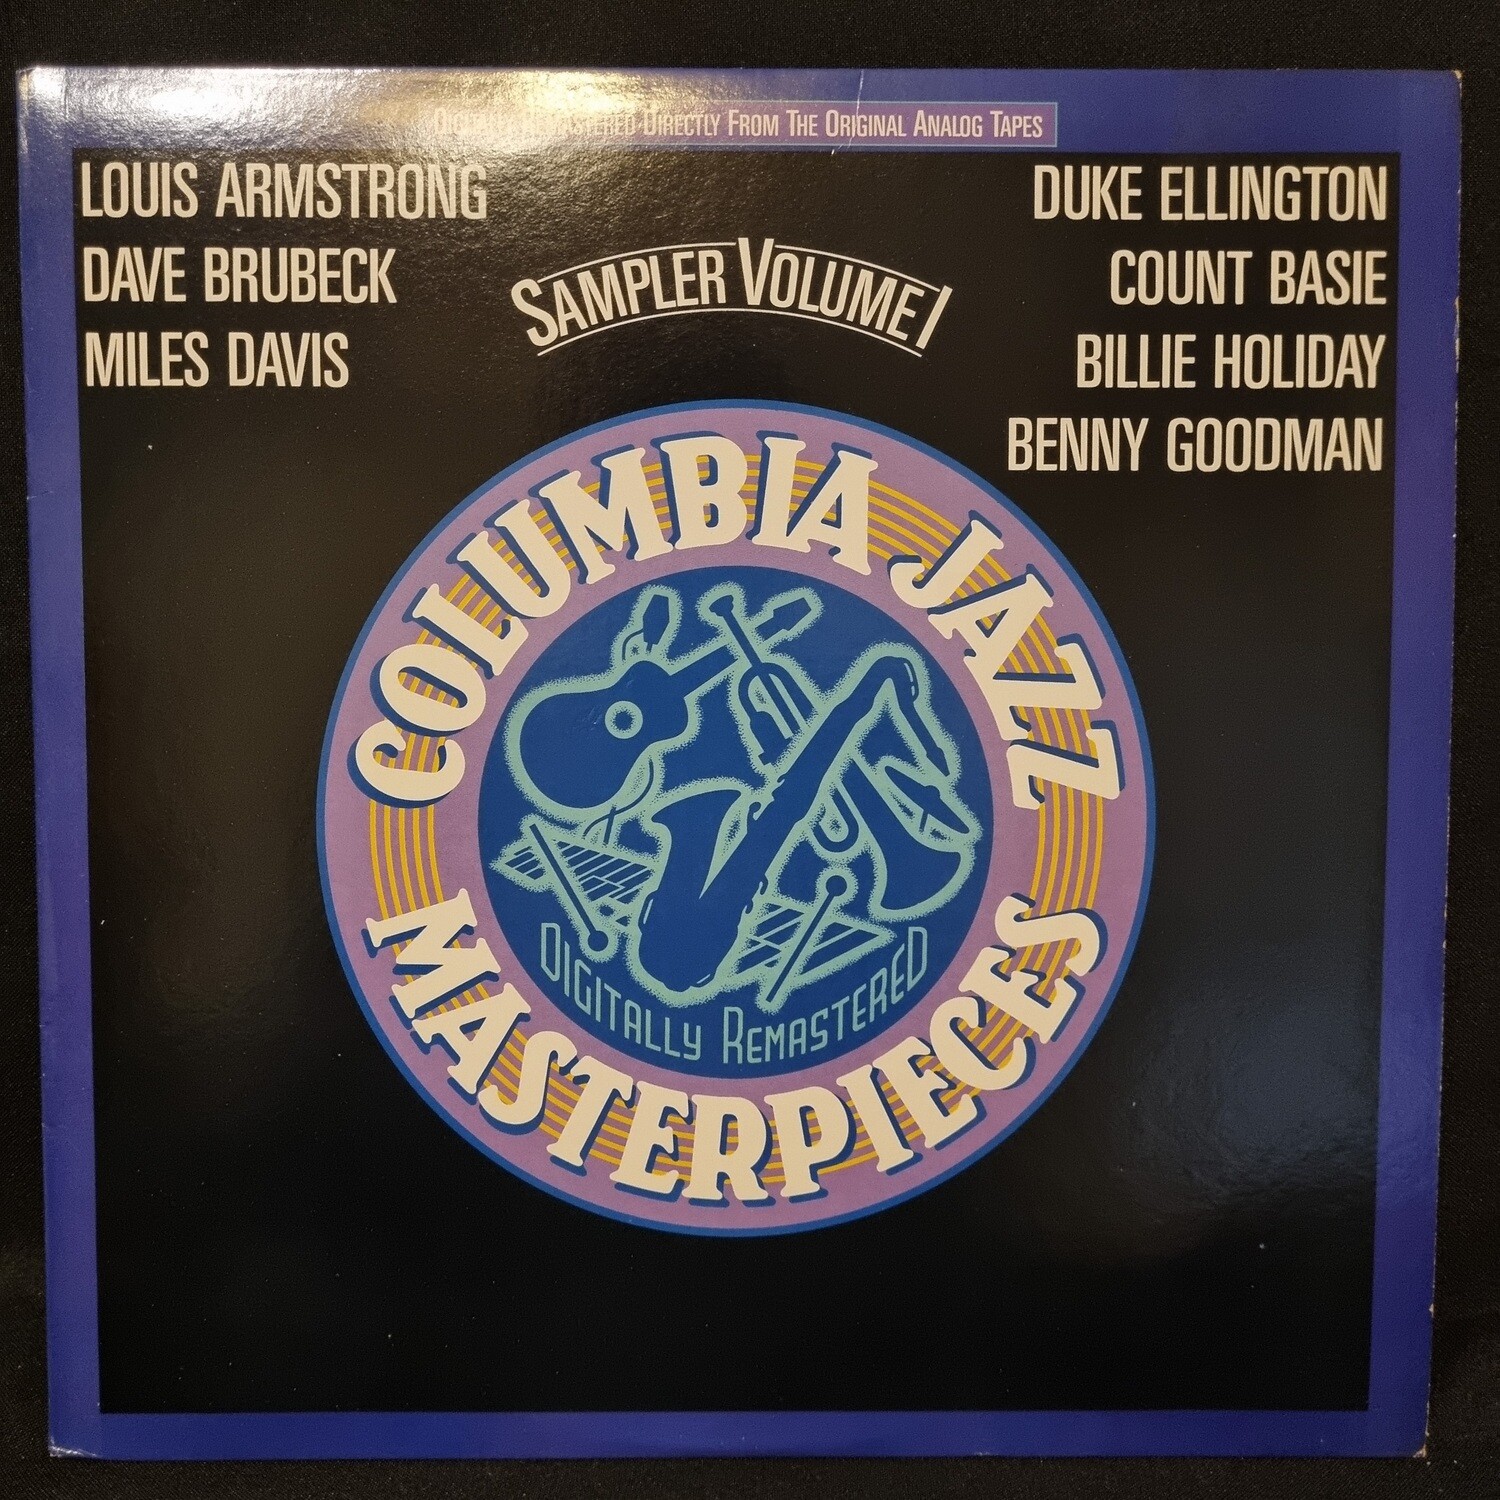 REMASTERED DIRECTLY FROM THE ORIGINAL ANALOG TAPES
LOUIS ARMSTRONG
DAVE BRUBECK
MILES DAVIS
SAMPLER VOLUME I
DUKE ELLINGTON
COUNT BASIE
BILLIE HOLIDAY
BENNY GOODMAN
COLUMBIA JAZZ
DIGITALLY REMASTERED
MASTERPIECES